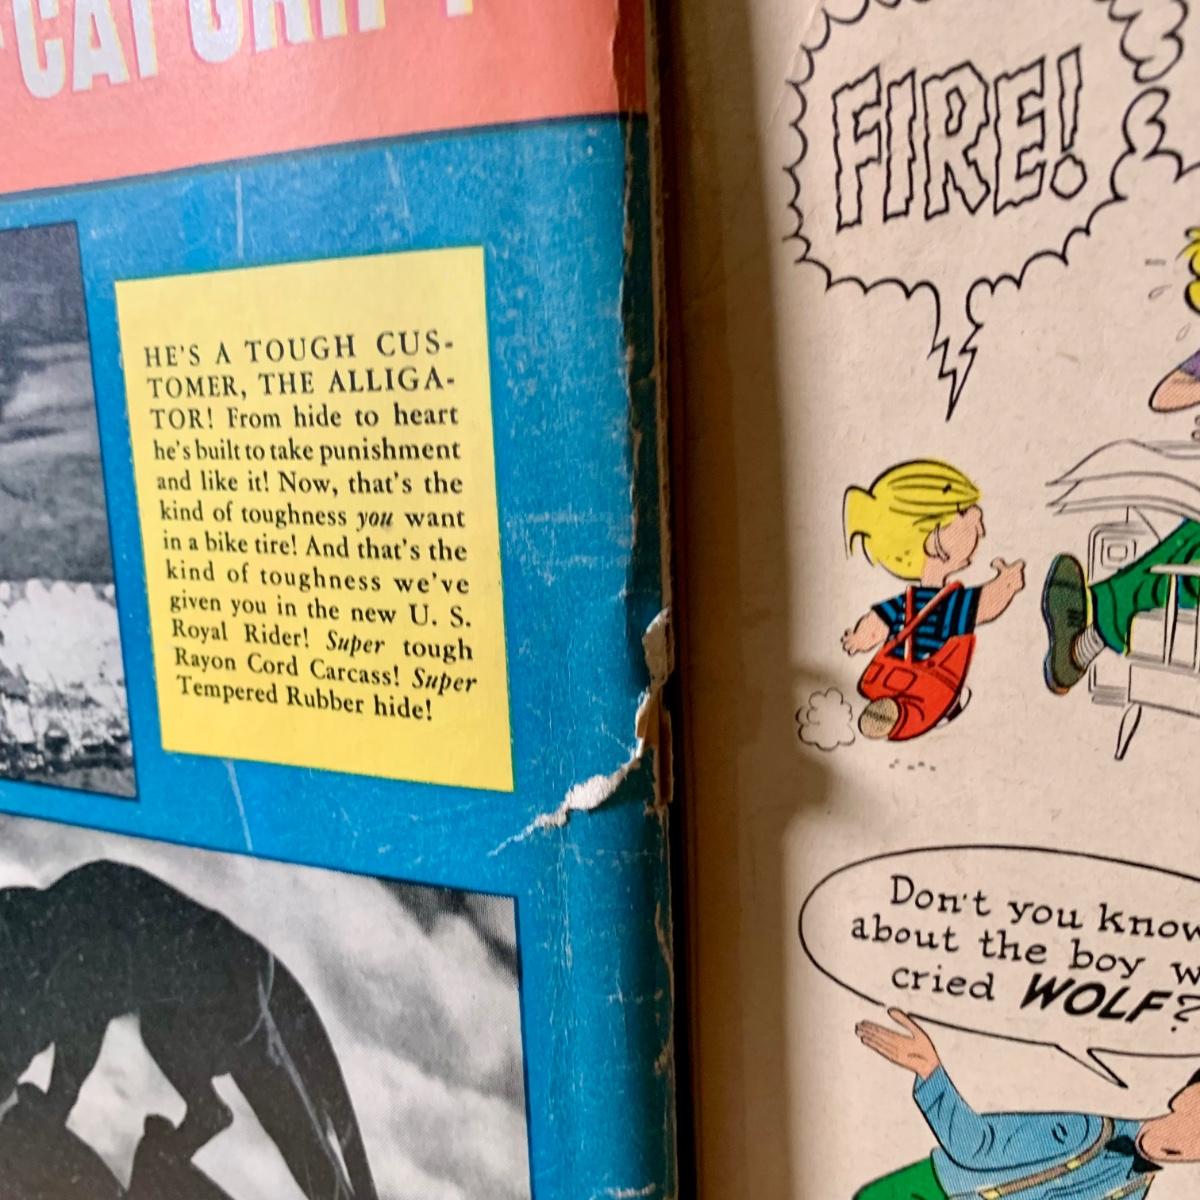 HE'S A TOUGH CUS-
TOMER, THE ALLIGA-
TOR! From hide to heart
he's built to take punishment
and like it! Now, that's the
kind of toughness you want
in a bike tire! And that's the
kind of toughness we've
given you in the new U. S.
Royal Rider! Super tough
Rayon Cord Carcass! Super
Tempered Rubber hide!
FIRE!
Don't you know
about the boy
cried WOLF?